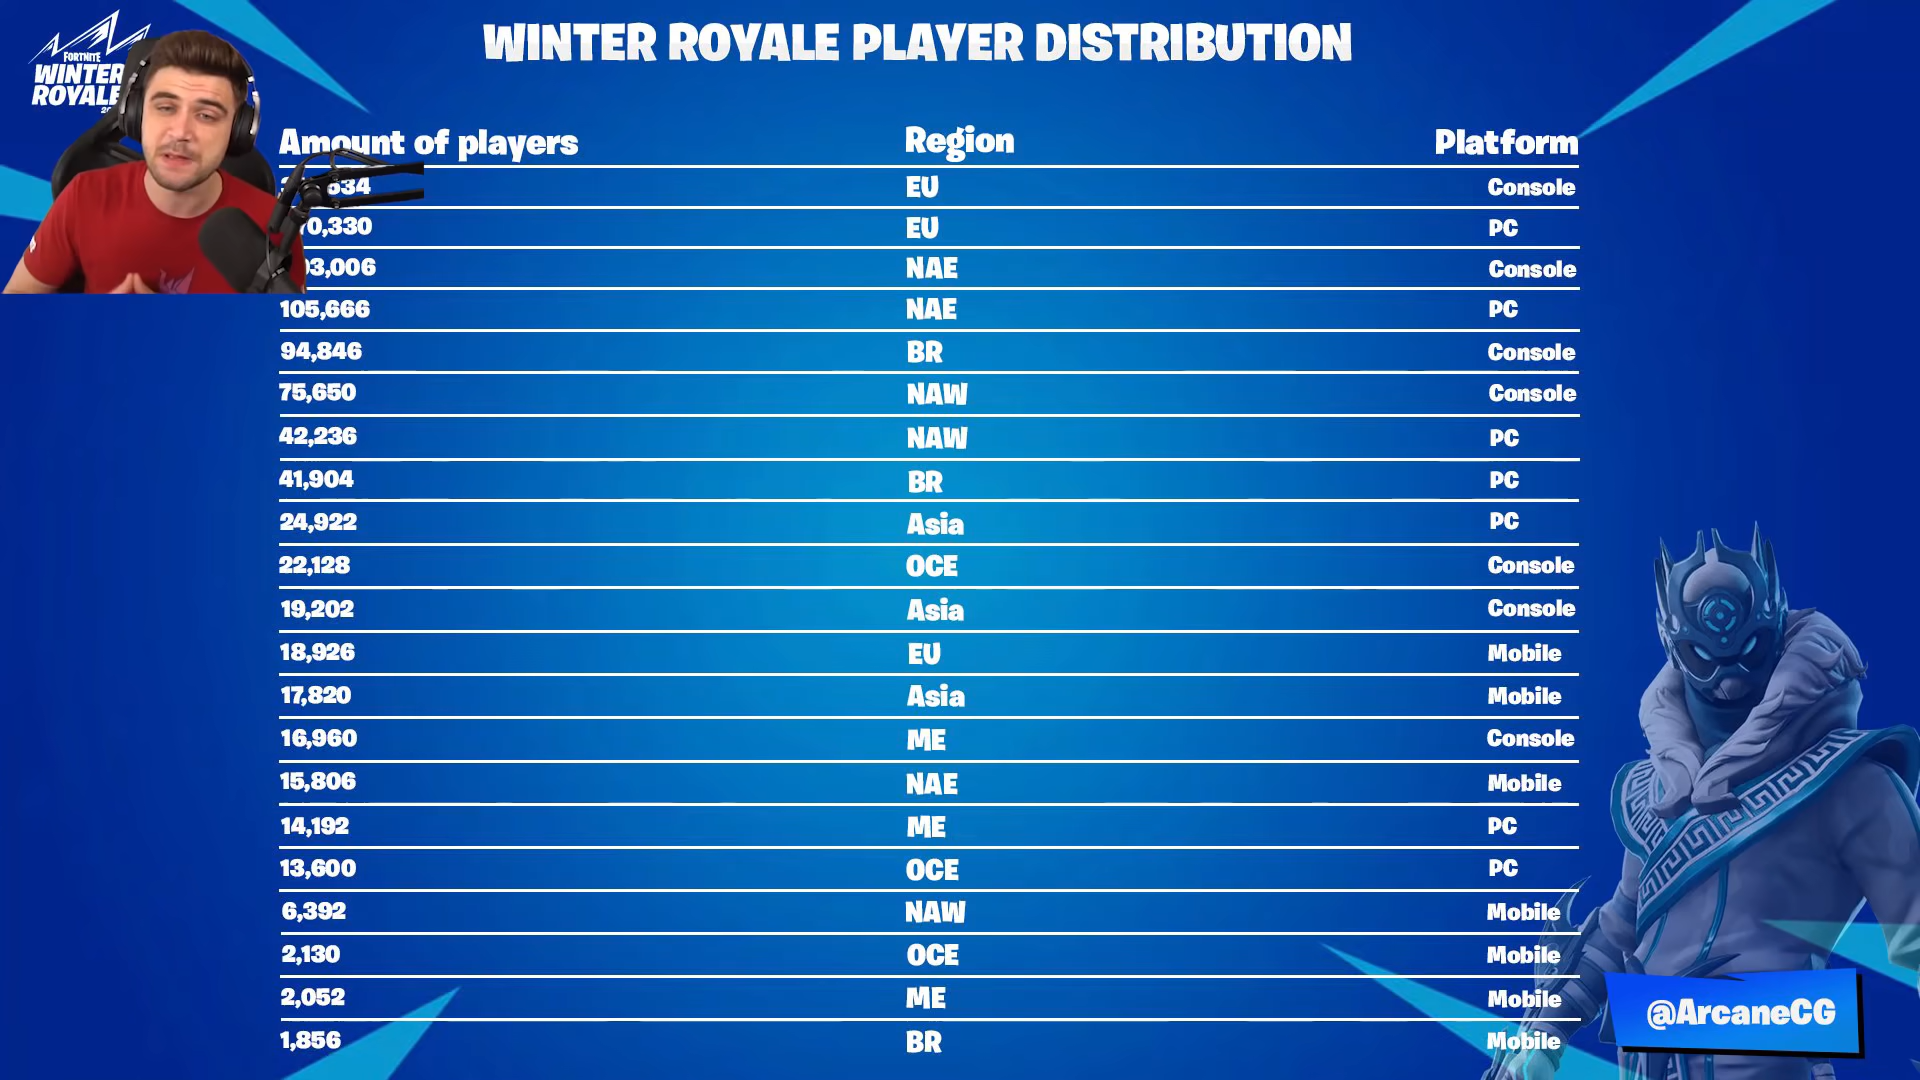 WINTER ROYALE PLAYER DISTRIBUTION
FORTNITE
WINTER
ROYALE
Amount of players Region Platform
EU Console
EU PC
NAE Console
105,666 NAE PC
94,846 BR Console
75,650 NAW Console
42,236 NAW PC
41,904 BR PC
24,922 Asia PC
22,128 OCE Console
19,202 Asia Console
18,926 EU Mobile
17,820 Asia Mobile
16,960 ME Console
15,806 NAE Mobile
14,192 ME PC
13,600 OCE PC
6,392 NAW Mobile
2,130 OCE Mobile
2,052 ME Mobile
1,856 BR Mobile
@ArcaneCG